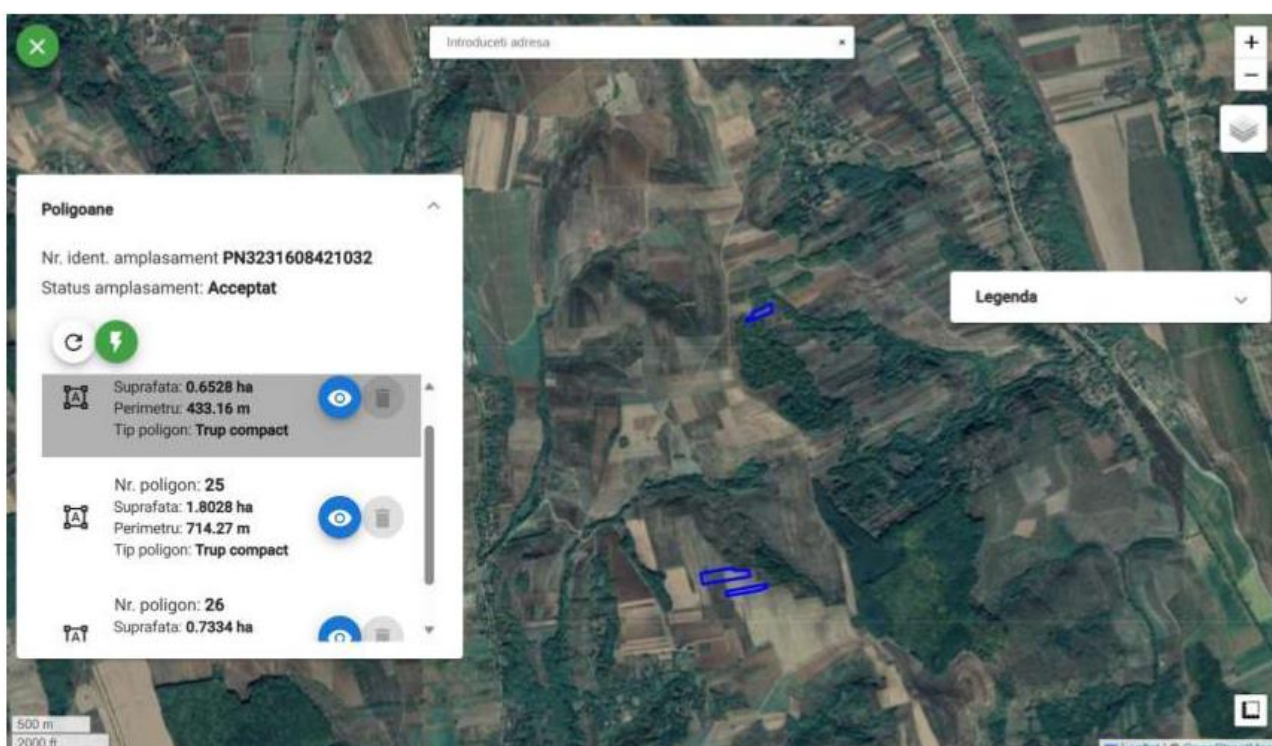 Introduceti adresa
+
−
Poligoane
Nr. ident. amplasament PN3231608421032
Status amplasament: Acceptat
Legenda
Suprafata: 0.6528 ha
Perimetru: 433.16 m
Tip poligon: Trup compact
Nr. poligon: 25
Suprafata: 1.8028 ha
Perimetru: 714.27 m
Tip poligon: Trup compact
Nr. poligon: 26
Suprafata: 0.7334 ha
500 m
2000 ft